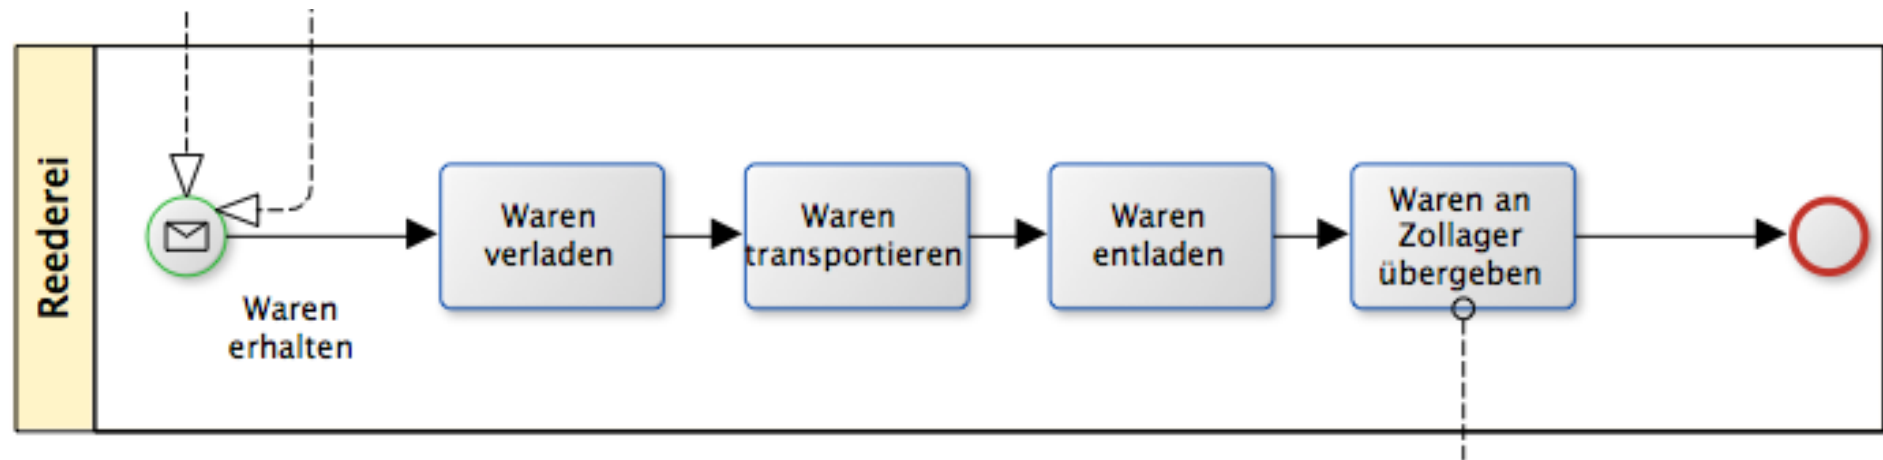 Reederei
Waren
erhalten
Waren
verladen
Waren
transportieren
Waren
entladen
Waren an
Zollager
übergeben